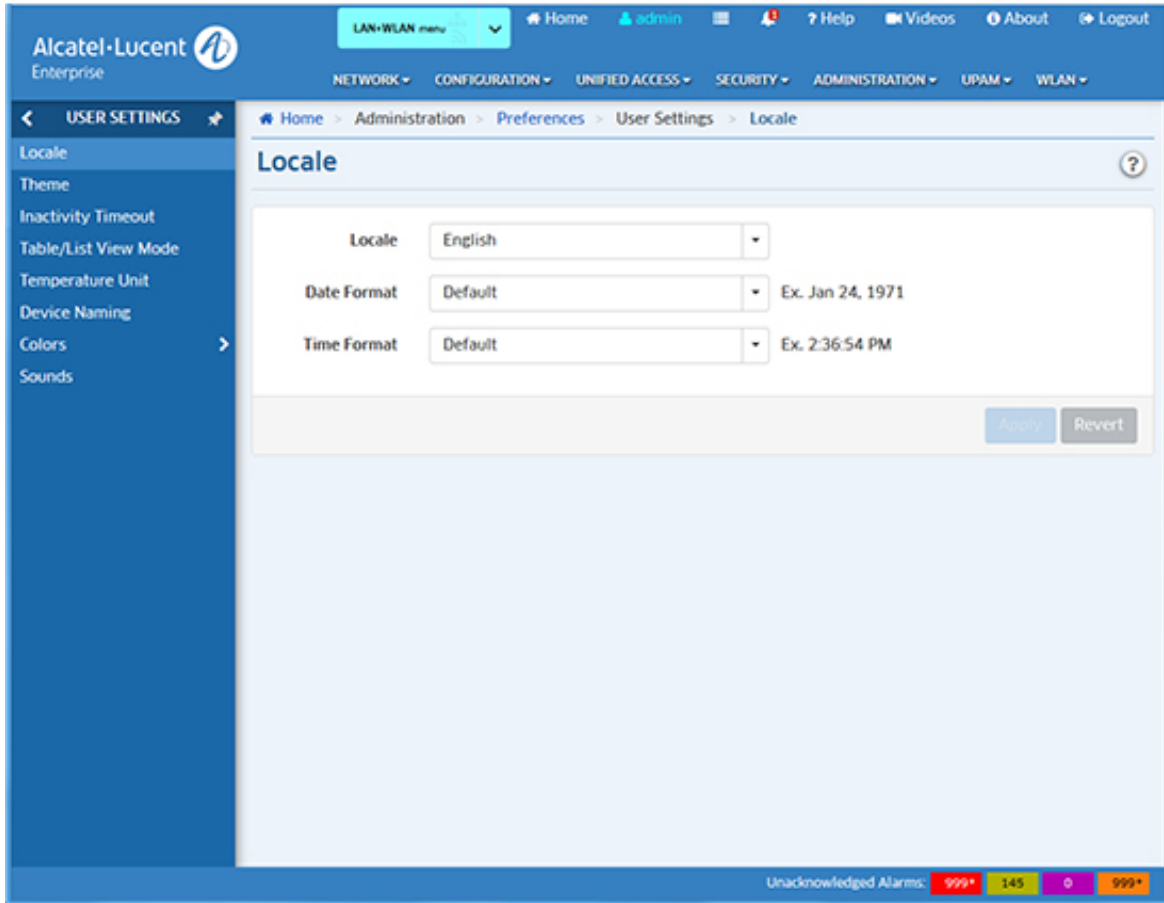 Alcatel·Lucent
Enterprise
LAN+WLAN menu
Home admin ? Help Videos About Logout
NETWORK CONFIGURATION UNIFIED ACCESS SECURITY ADMINISTRATION UPAM WLAN
USER SETTINGS
Home > Administration > Preferences > User Settings > Locale
Locale
Theme
Inactivity Timeout
Table/List View Mode
Temperature Unit
Device Naming
Colors
Sounds
Locale
?
Locale English
Date Format Default Ex. Jan 24, 1971
Time Format Default Ex. 2:36:54 PM
Apply Revert
Unacknowledged Alarms: 999+ 145 0 999+